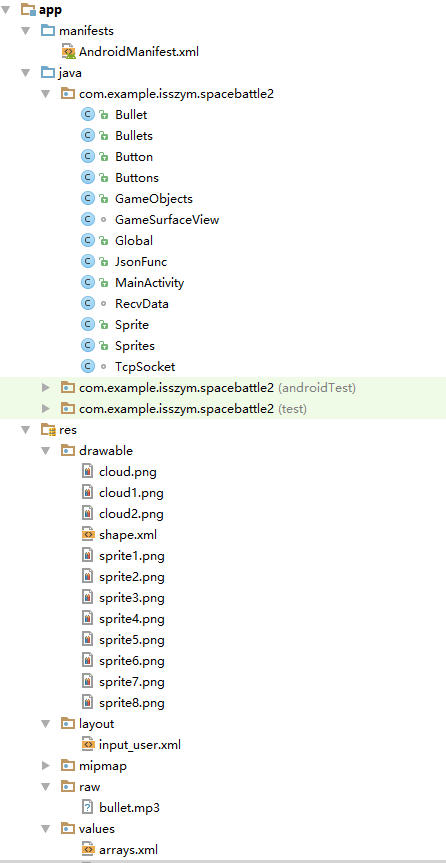 app
manifests
AndroidManifest.xml
java
com.example.isszym.spacebattle2
Bullet
Bullets
Button
Buttons
GameObjects
GameSurfaceView
Global
JsonFunc
MainActivity
RecvData
Sprite
Sprites
TcpSocket
com.example.isszym.spacebattle2 (androidTest)
com.example.isszym.spacebattle2 (test)
res
drawable
cloud.png
cloud1.png
cloud2.png
shape.xml
sprite1.png
sprite2.png
sprite3.png
sprite4.png
sprite5.png
sprite6.png
sprite7.png
sprite8.png
layout
input_user.xml
mipmap
raw
bullet.mp3
values
arrays.xml